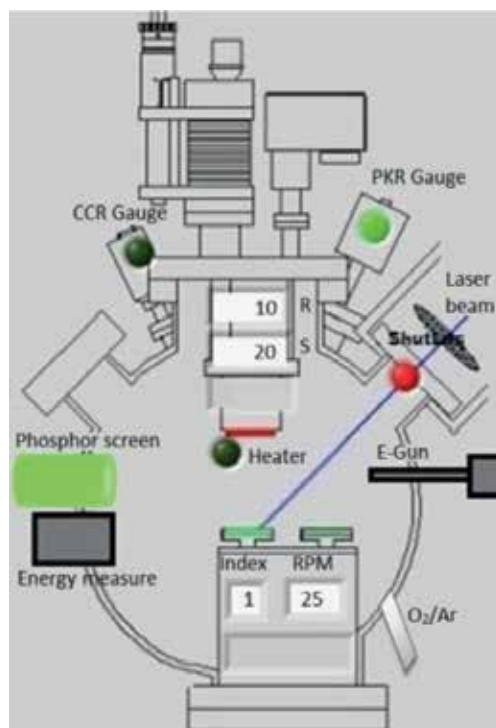 PKR Gauge
CCR Gauge
Laser
beam
10 R
Shutter
20 S
Phosphor screen
Heater
E-Gun
Energy measure
Index RPM
1 25
O₂/Ar